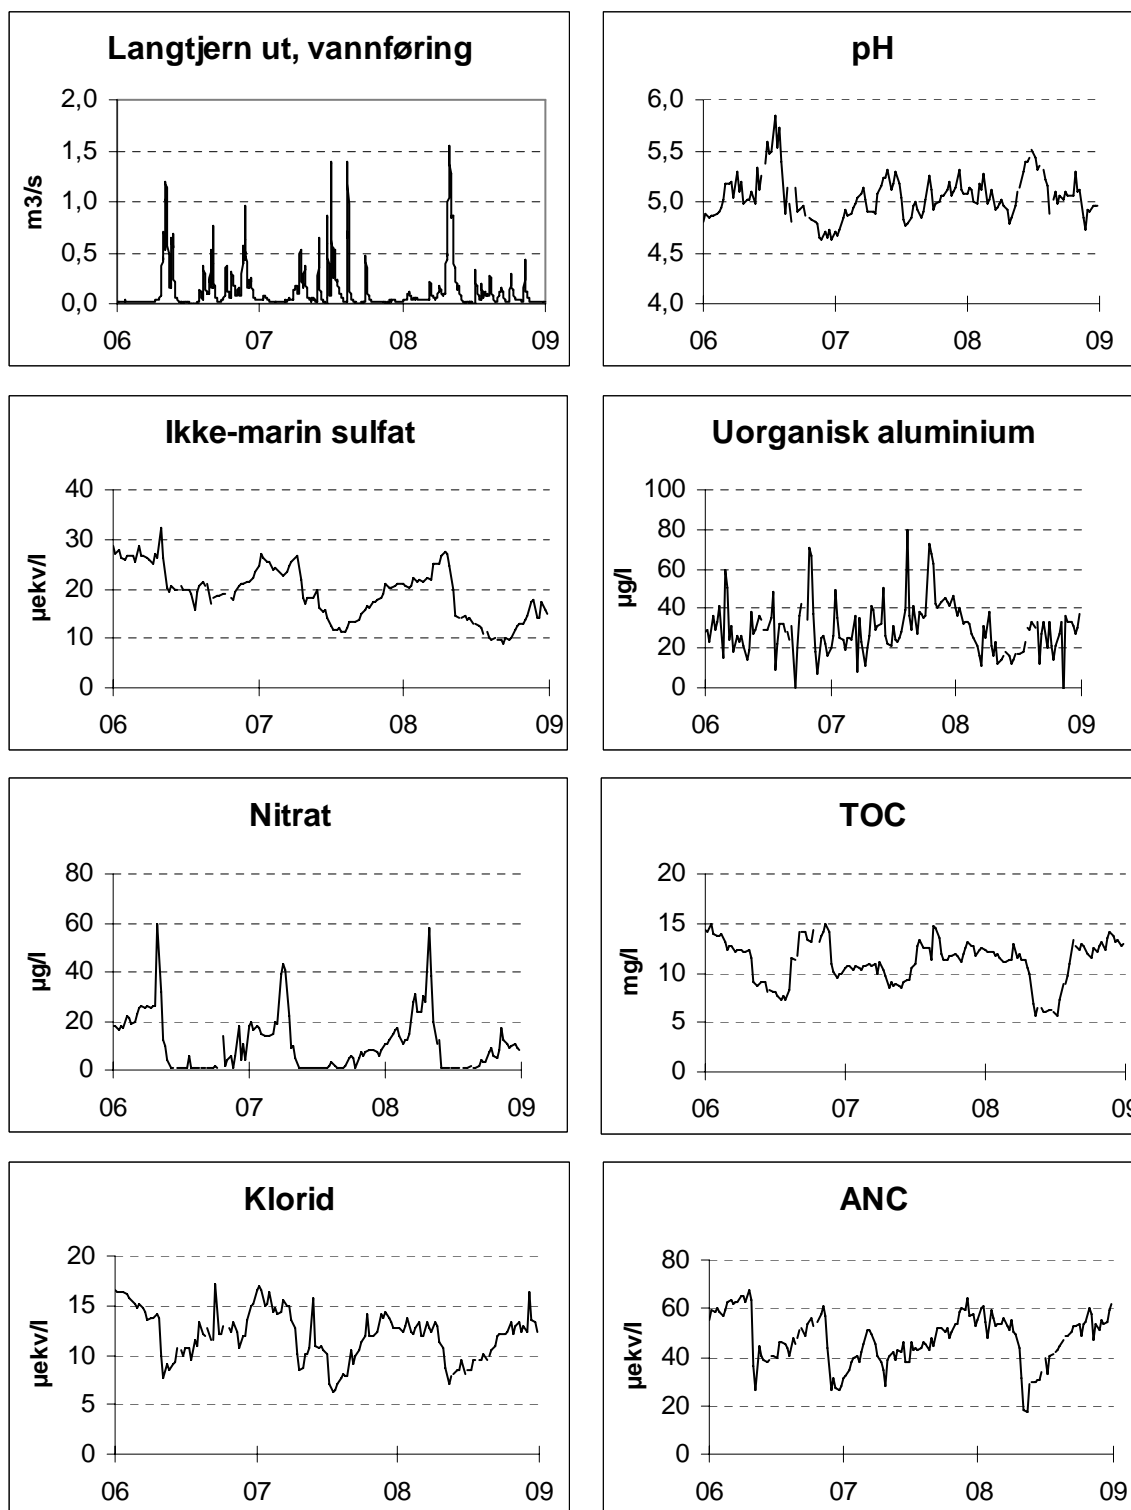 Langtjern ut, vannføring
2,0
1,5
1,0
0,5
0,0
m3/s
06 07 08 09
pH
6,0
5,5
5,0
4,5
4,0
06 07 08 09
Ikke-marin sulfat
40
30
20
10
0
µekv/l
06 07 08 09
Uorganisk aluminium
100
80
60
40
20
0
µg/l
06 07 08 09
Nitrat
80
60
40
20
0
µg/l
06 07 08 09
TOC
20
15
10
5
0
mg/l
06 07 08 09
Klorid
20
15
10
5
0
µekv/l
06 07 08 09
ANC
80
60
40
20
0
µekv/l
06 07 08 09